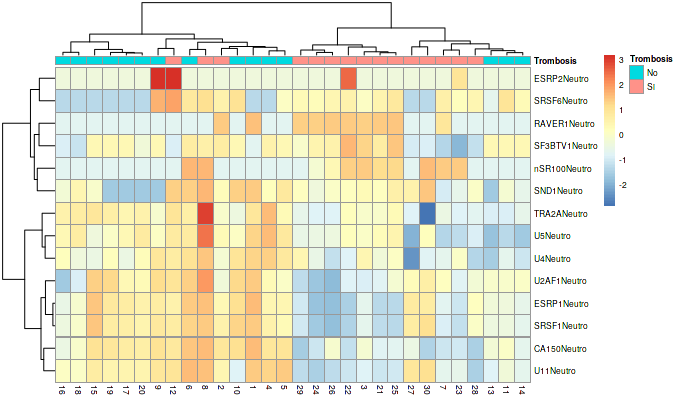 Trombosis
Trombosis
No
Si
3
2
1
0
-1
-2
ESRP2Neutro
SRSF6Neutro
RAVER1Neutro
SF3BTV1Neutro
nSR100Neutro
SND1Neutro
TRA2ANeutro
U5Neutro
U4Neutro
U2AF1Neutro
ESRP1Neutro
SRSF1Neutro
CA150Neutro
U11Neutro
16 18 15 19 17 20 9 12 6 8 2 10 1 4 5 29 24 26 22 3 21 25 27 30 7 23 28 13 11 14